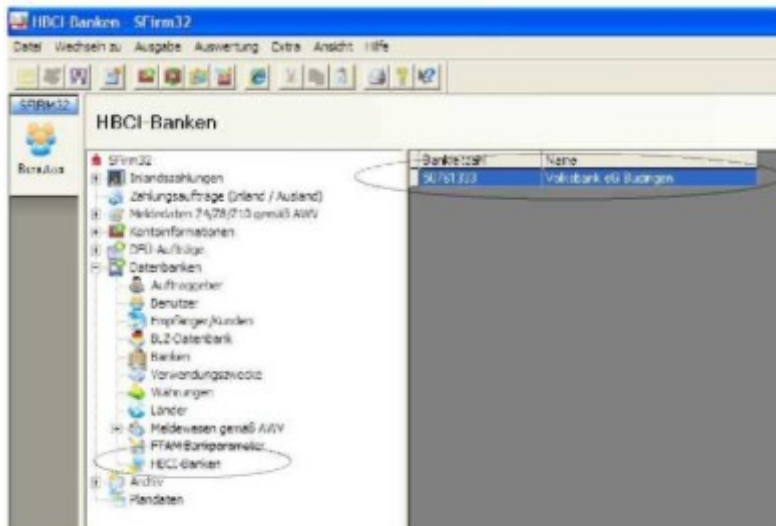 HBCI-Banken - SFirm32
Datei Wechseln zu Ausgabe Auswertung Extra Ansicht Hilfe
SFIRM32
Benutzer
HBCI-Banken
SFirm32
Inlandszahlungen
Zahlungsaufträge (Inland / Ausland)
Meldedaten Z4/Z8/Z10 gemäß AWV
Kontoinformationen
DFÜ-Aufträge
Datenbanken
Auftraggeber
Benutzer
Empfänger/Kunden
BLZ-Datenbank
Banken
Verwendungszwecke
Währungen
Länder
Meldewesen gemäß AWV
FTAM-Bankparameter
HBCI-Banken
Archiv
Plandaten
Bankleitzahl Name
Volksbank eG Büdingen